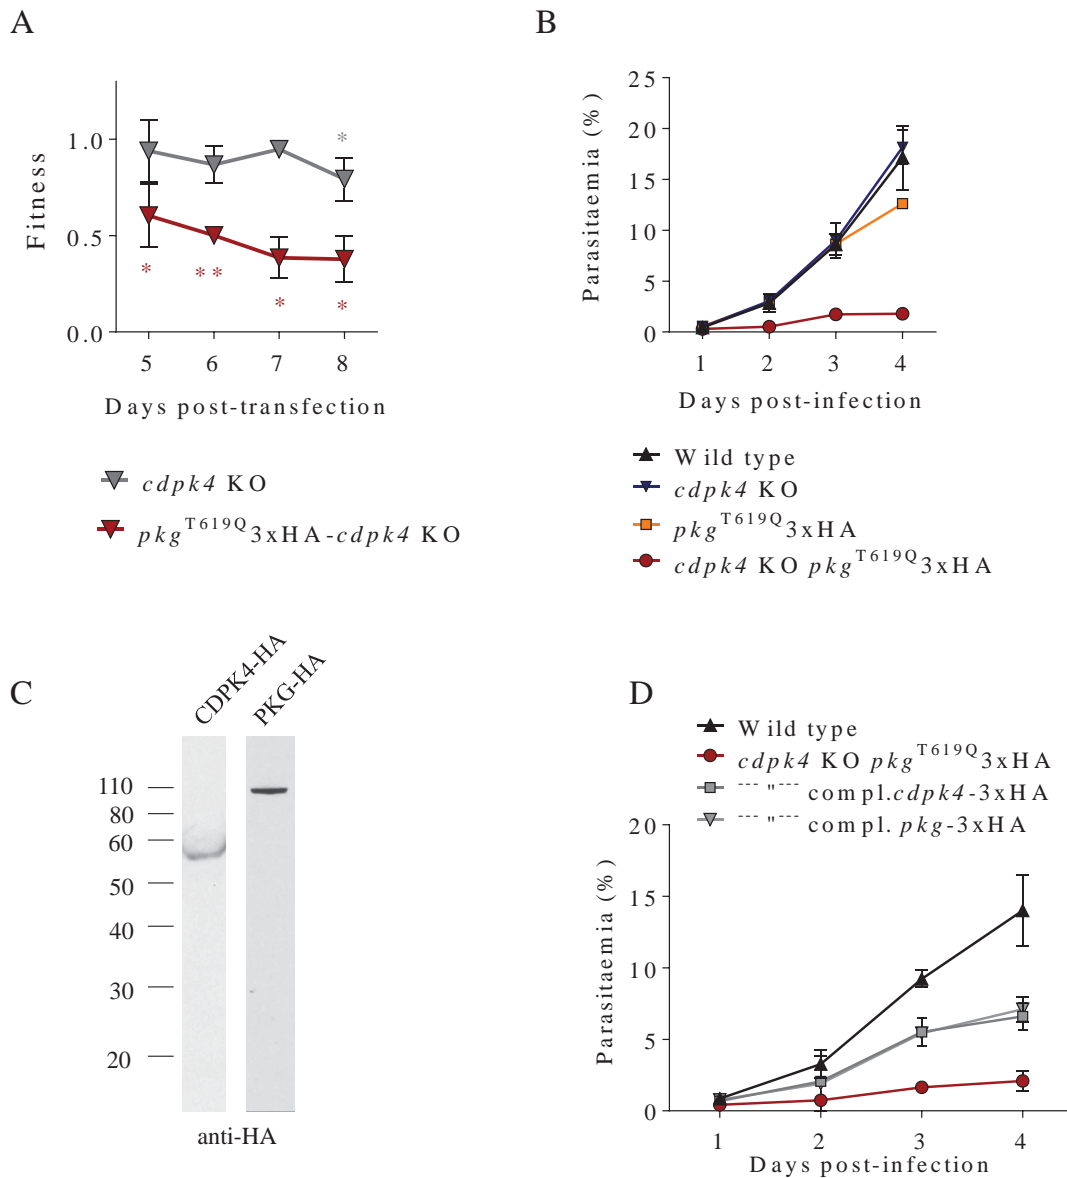 A
Fitness
1.0
0.5
0.0
*
*
**
*
*
5 6 7 8
Days post-transfection
cdpk4 KO
pkgT619Q3xHA-cdpk4 KO
B
Parasitaemia (%)
25
20
15
10
5
0
1 2 3 4
Days post-infection
Wild type
cdpk4 KO
pkgT619Q3xHA
cdpk4 KO pkgT619Q3xHA
C
CDPK4-HA
PKG-HA
110
80
60
50
40
30
20
anti-HA
D
Wild type
cdpk4 KO pkgT619Q3xHA
--- " --- compl.cdpk4-3xHA
--- " --- compl. pkg-3xHA
Parasitaemia (%)
20
15
10
5
0
1 2 3 4
Days post-infection